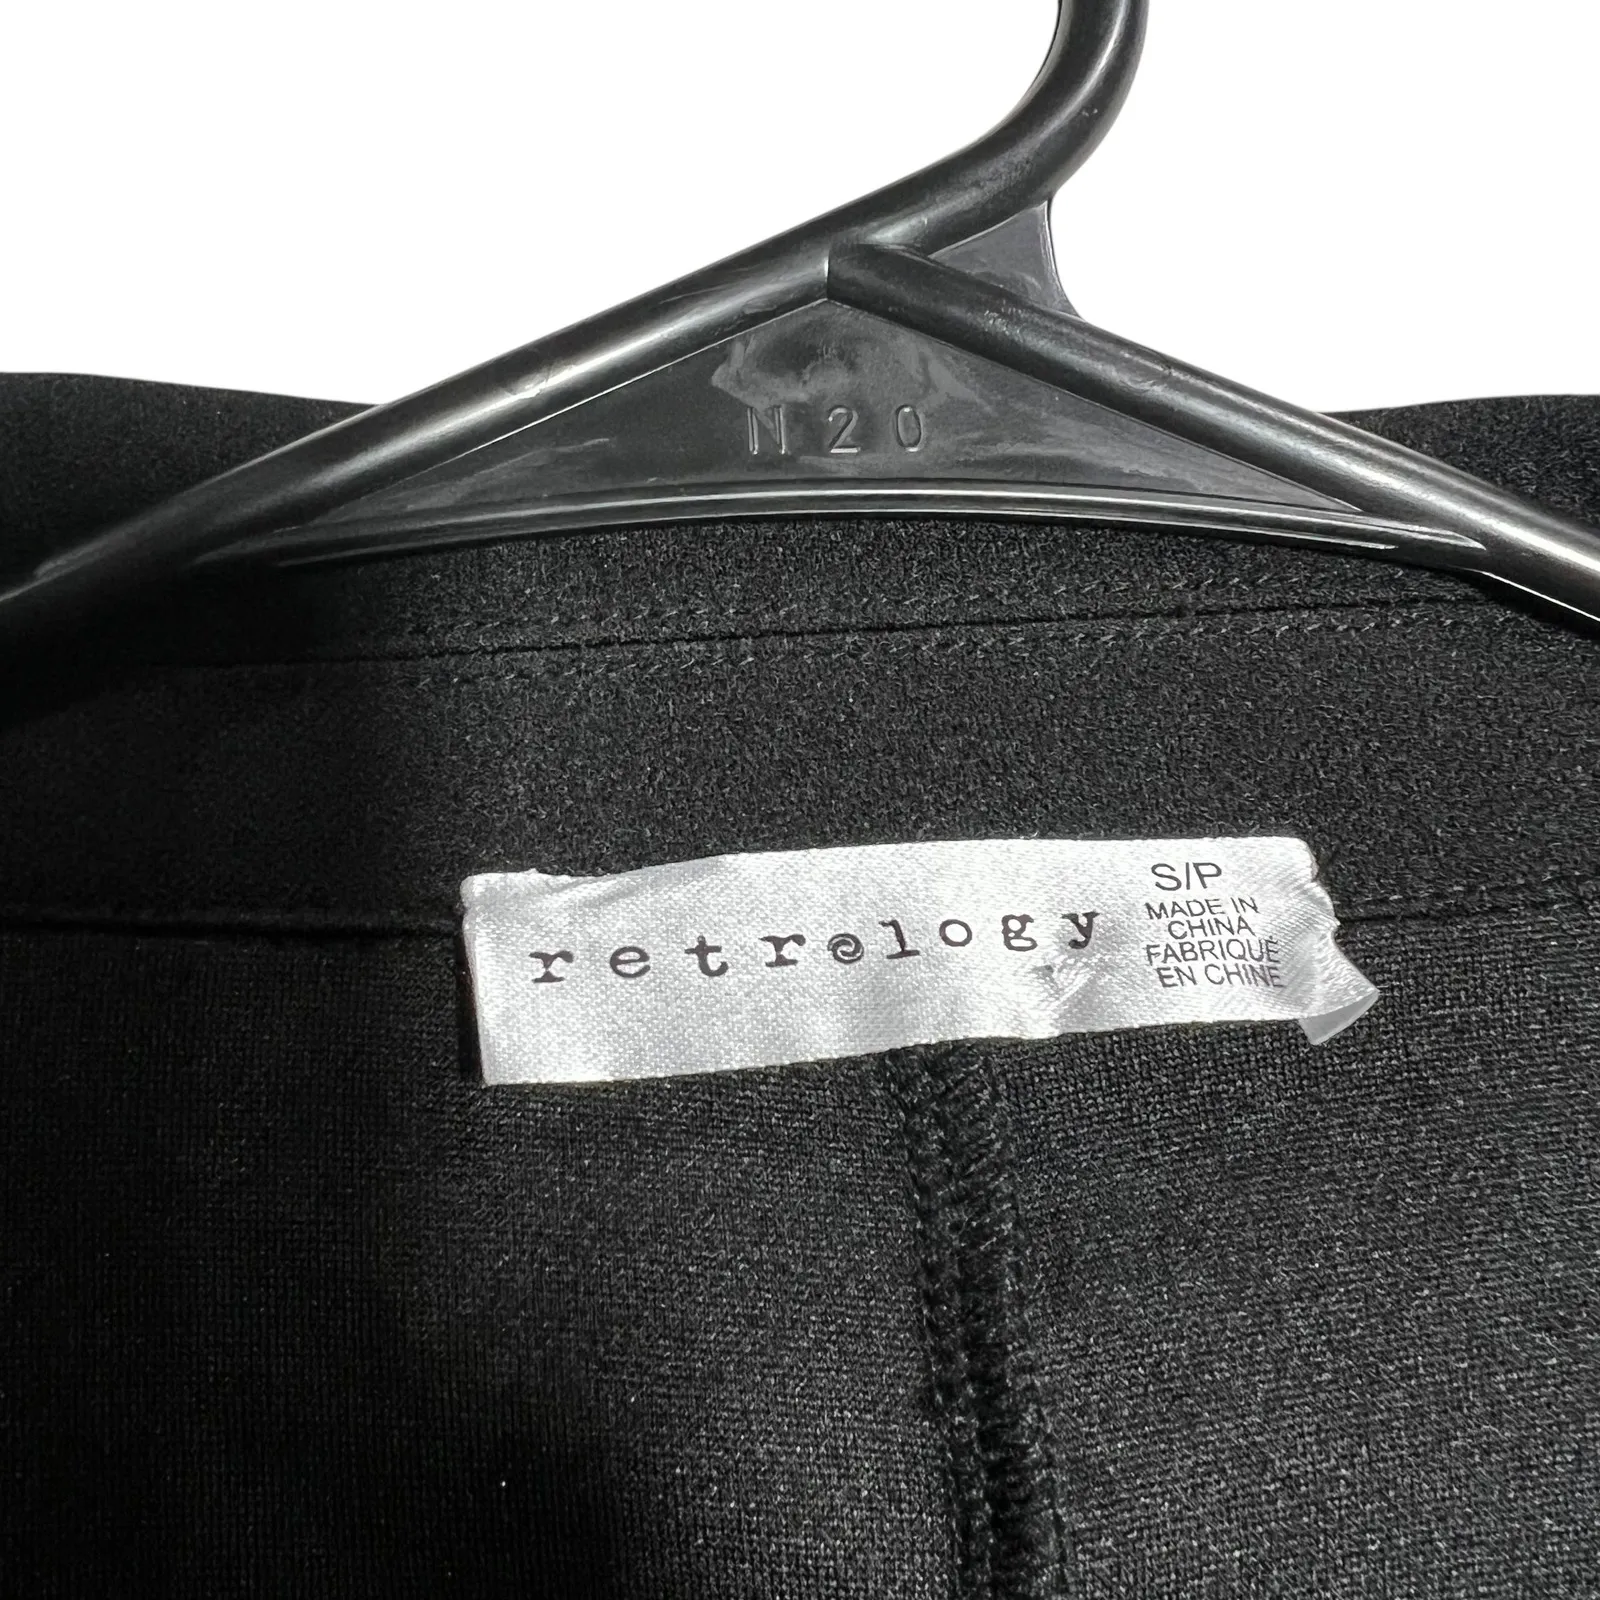 N20
retrology
S/P
MADE IN
CHINA
FABRIQUÉ
EN CHINE